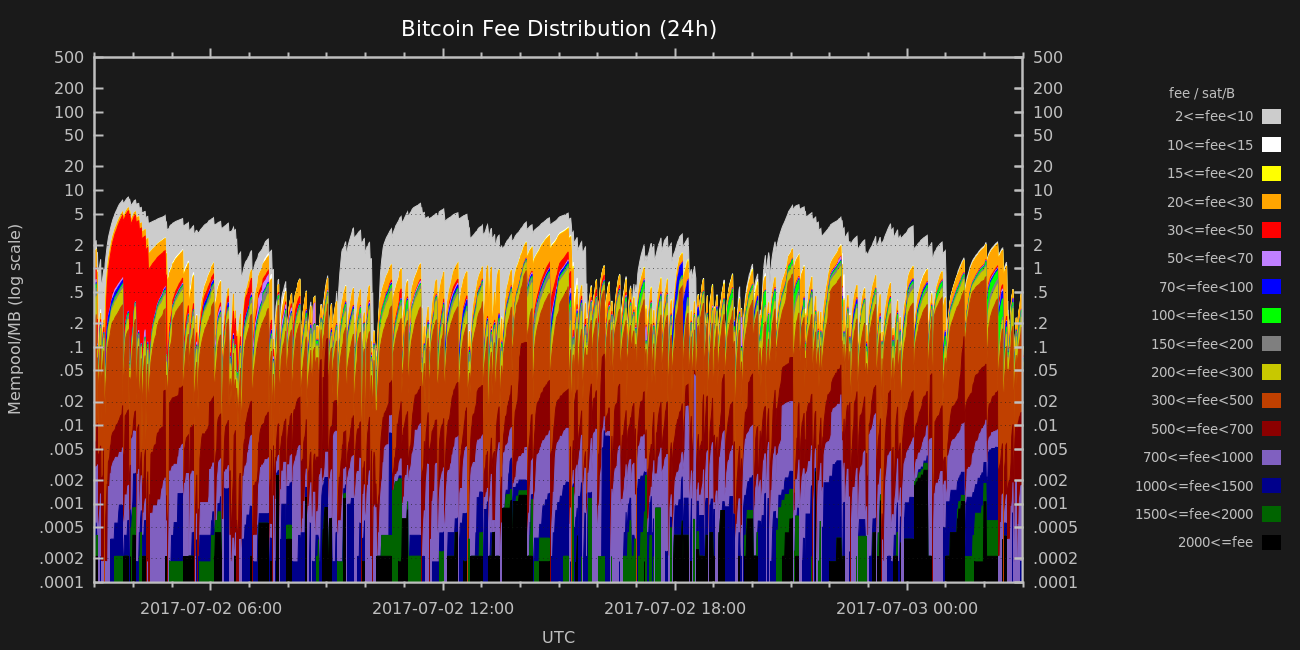 Bitcoin Fee Distribution (24h)
500
200
100
50
20
10
5
2
1
.5
.2
.1
.05
.02
.01
.005
.002
.001
.0005
.0002
.0001
Mempool/MB (log scale)
500
200
100
50
20
10
5
2
1
.5
.2
.1
.05
.02
.01
.005
.002
.001
.0005
.0002
.0001
2017-07-02 06:00
2017-07-02 12:00
2017-07-02 18:00
2017-07-03 00:00
UTC
fee / sat/B
2<=fee<10
10<=fee<15
15<=fee<20
20<=fee<30
30<=fee<50
50<=fee<70
70<=fee<100
100<=fee<150
150<=fee<200
200<=fee<300
300<=fee<500
500<=fee<700
700<=fee<1000
1000<=fee<1500
1500<=fee<2000
2000<=fee